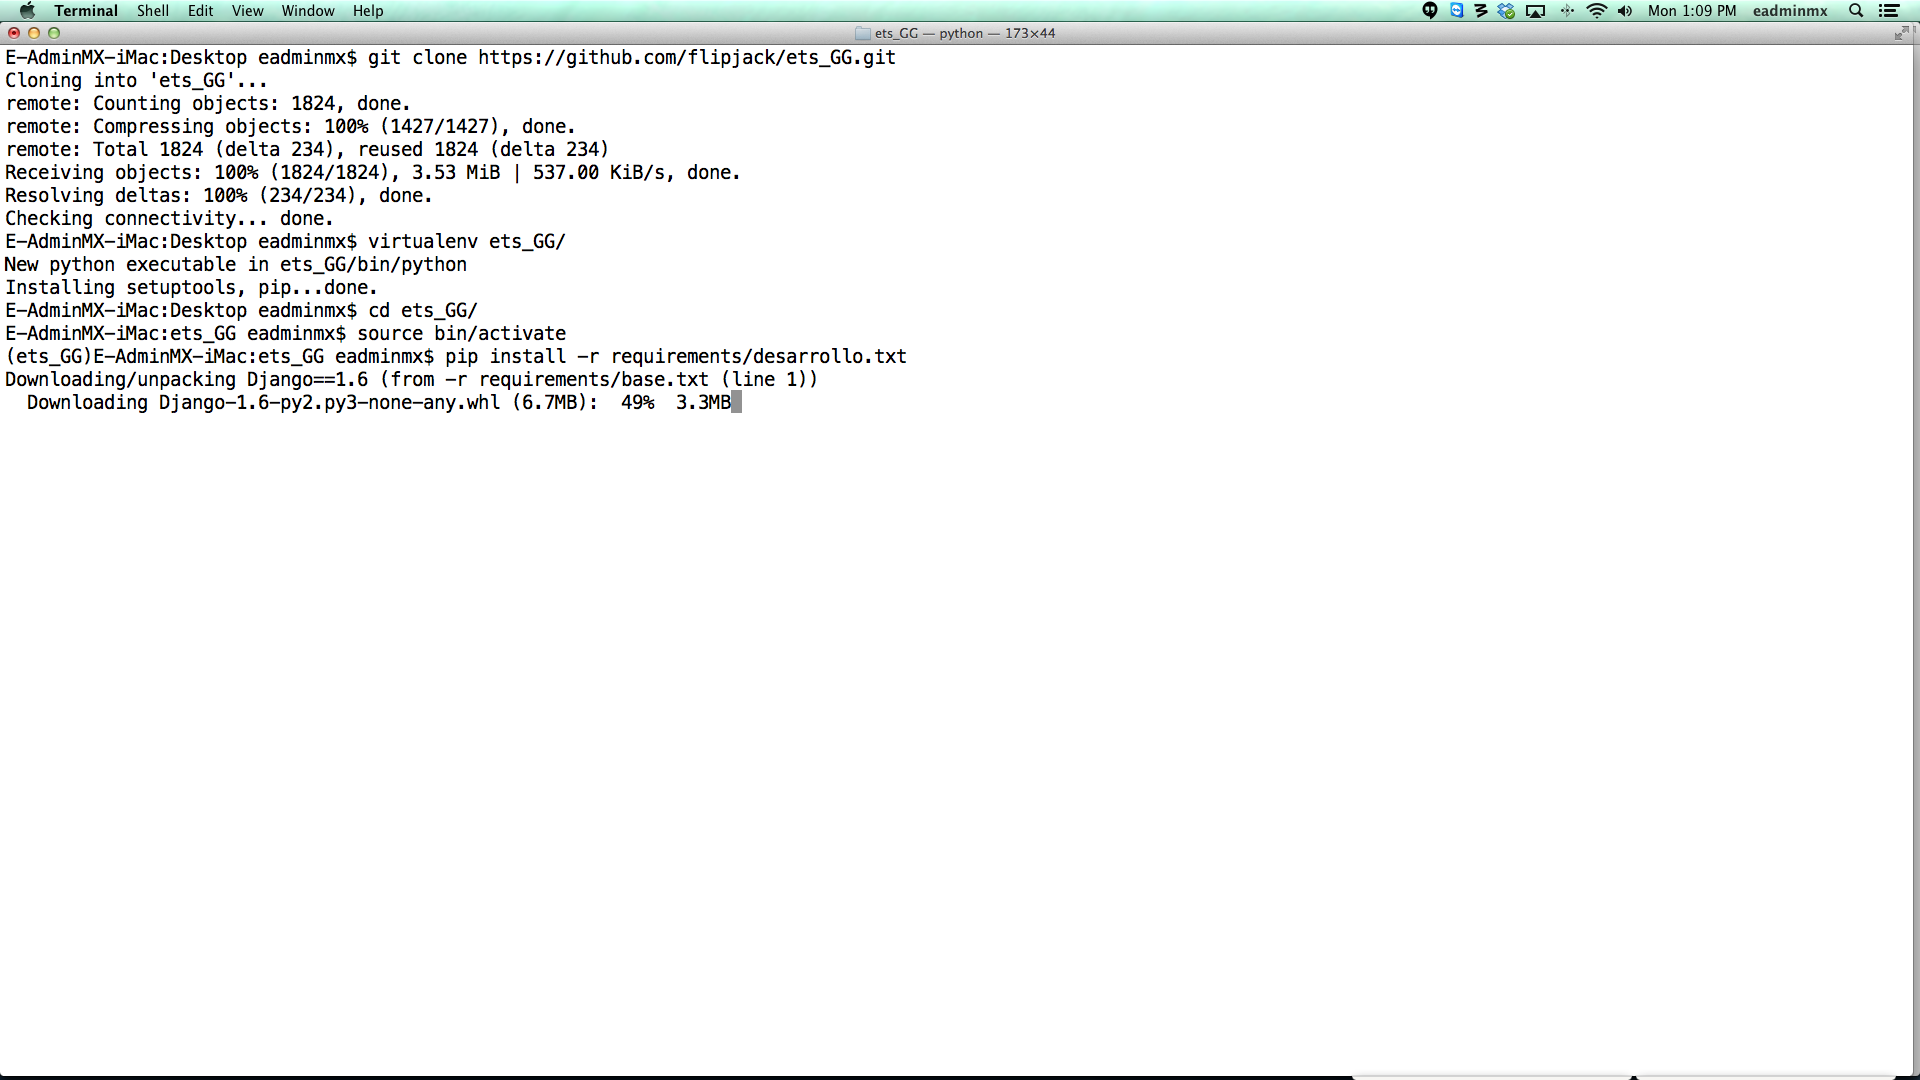 Terminal Shell Edit View Window Help Mon 1:09 PM eadminmx
ets_GG — python — 173×44
E-AdminMX-iMac:Desktop eadminmx$ git clone https://github.com/flipjack/ets_GG.git
Cloning into 'ets_GG'...
remote: Counting objects: 1824, done.
remote: Compressing objects: 100% (1427/1427), done.
remote: Total 1824 (delta 234), reused 1824 (delta 234)
Receiving objects: 100% (1824/1824), 3.53 MiB | 537.00 KiB/s, done.
Resolving deltas: 100% (234/234), done.
Checking connectivity... done.
E-AdminMX-iMac:Desktop eadminmx$ virtualenv ets_GG/
New python executable in ets_GG/bin/python
Installing setuptools, pip...done.
E-AdminMX-iMac:Desktop eadminmx$ cd ets_GG/
E-AdminMX-iMac:ets_GG eadminmx$ source bin/activate
(ets_GG)E-AdminMX-iMac:ets_GG eadminmx$ pip install -r requirements/desarrollo.txt
Downloading/unpacking Django==1.6 (from -r requirements/base.txt (line 1))
  Downloading Django-1.6-py2.py3-none-any.whl (6.7MB):  49%  3.3MB